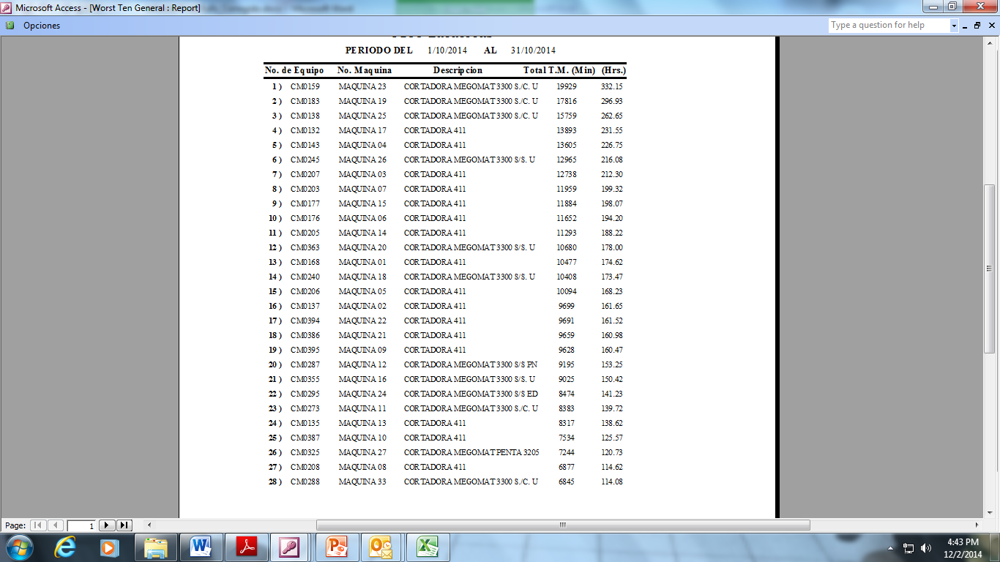 Microsoft Access - [Worst Ten General : Report]
Opciones Type a question for help
PERIODO DEL 1/10/2014 AL 31/10/2014
No. de Equipo No. Maquina Descripcion Total T.M. (Min) (Hrs.)
1 ) CM0159 MAQUINA 23 CORTADORA MEGOMAT 3300 S./C. U 19929 332.15
2 ) CM0183 MAQUINA 19 CORTADORA MEGOMAT 3300 S./C. U 17816 296.93
3 ) CM0138 MAQUINA 25 CORTADORA MEGOMAT 3300 S./C. U 15759 262.65
4 ) CM0132 MAQUINA 17 CORTADORA 411 13893 231.55
5 ) CM0143 MAQUINA 04 CORTADORA 411 13605 226.75
6 ) CM0245 MAQUINA 26 CORTADORA MEGOMAT 3300 S/S. U 12965 216.08
7 ) CM0207 MAQUINA 03 CORTADORA 411 12738 212.30
8 ) CM0203 MAQUINA 07 CORTADORA 411 11959 199.32
9 ) CM0177 MAQUINA 15 CORTADORA 411 11884 198.07
10 ) CM0176 MAQUINA 06 CORTADORA 411 11652 194.20
11 ) CM0205 MAQUINA 14 CORTADORA 411 11293 188.22
12 ) CM0363 MAQUINA 20 CORTADORA MEGOMAT 3300 S/S. U 10680 178.00
13 ) CM0168 MAQUINA 01 CORTADORA 411 10477 174.62
14 ) CM0240 MAQUINA 18 CORTADORA MEGOMAT 3300 S/S. U 10408 173.47
15 ) CM0206 MAQUINA 05 CORTADORA 411 10094 168.23
16 ) CM0137 MAQUINA 02 CORTADORA 411 9699 161.65
17 ) CM0394 MAQUINA 22 CORTADORA 411 9691 161.52
18 ) CM0386 MAQUINA 21 CORTADORA 411 9659 160.98
19 ) CM0395 MAQUINA 09 CORTADORA 411 9628 160.47
20 ) CM0287 MAQUINA 12 CORTADORA MEGOMAT 3300 S/S PN 9195 153.25
21 ) CM0355 MAQUINA 16 CORTADORA MEGOMAT 3300 S/S. U 9025 150.42
22 ) CM0295 MAQUINA 24 CORTADORA MEGOMAT 3300 S/S ED 8474 141.23
23 ) CM0273 MAQUINA 11 CORTADORA MEGOMAT 3300 S./C. U 8383 139.72
24 ) CM0135 MAQUINA 13 CORTADORA 411 8317 138.62
25 ) CM0387 MAQUINA 10 CORTADORA 411 7534 125.57
26 ) CM0325 MAQUINA 27 CORTADORA MEGOMAT PENTA 3205 7244 120.73
27 ) CM0208 MAQUINA 08 CORTADORA 411 6877 114.62
28 ) CM0288 MAQUINA 33 CORTADORA MEGOMAT 3300 S./C. U 6845 114.08
Page: 1
4:43 PM
12/2/2014